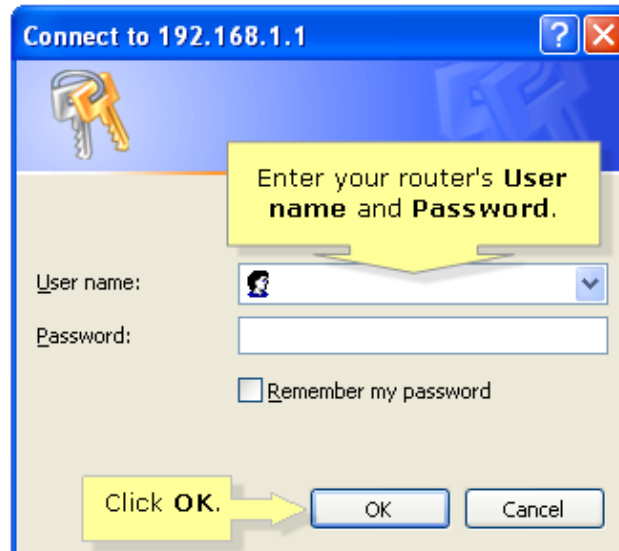 Connect to 192.168.1.1
Enter your router's User
name and Password.
User name:
Password:
Remember my password
Click OK.
OK
Cancel